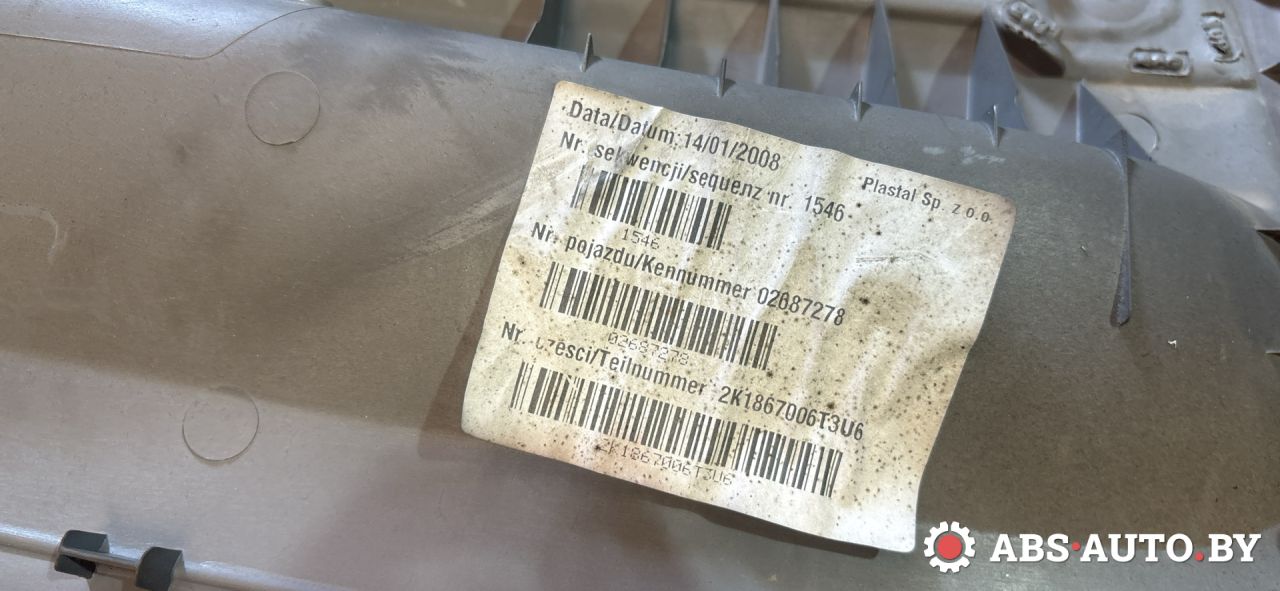 Data/Datum: 14/01/2008
Plastal Sp. z o.o.
Nr. sekwencji/sequenz nr. 1546
1546
Nr. pojazdu/Kennummer 02687278
02687278
Nr. czesci/Teilnummer 2K1867006T3U6
2K1867006T3U6
ABS·AUTO.BY